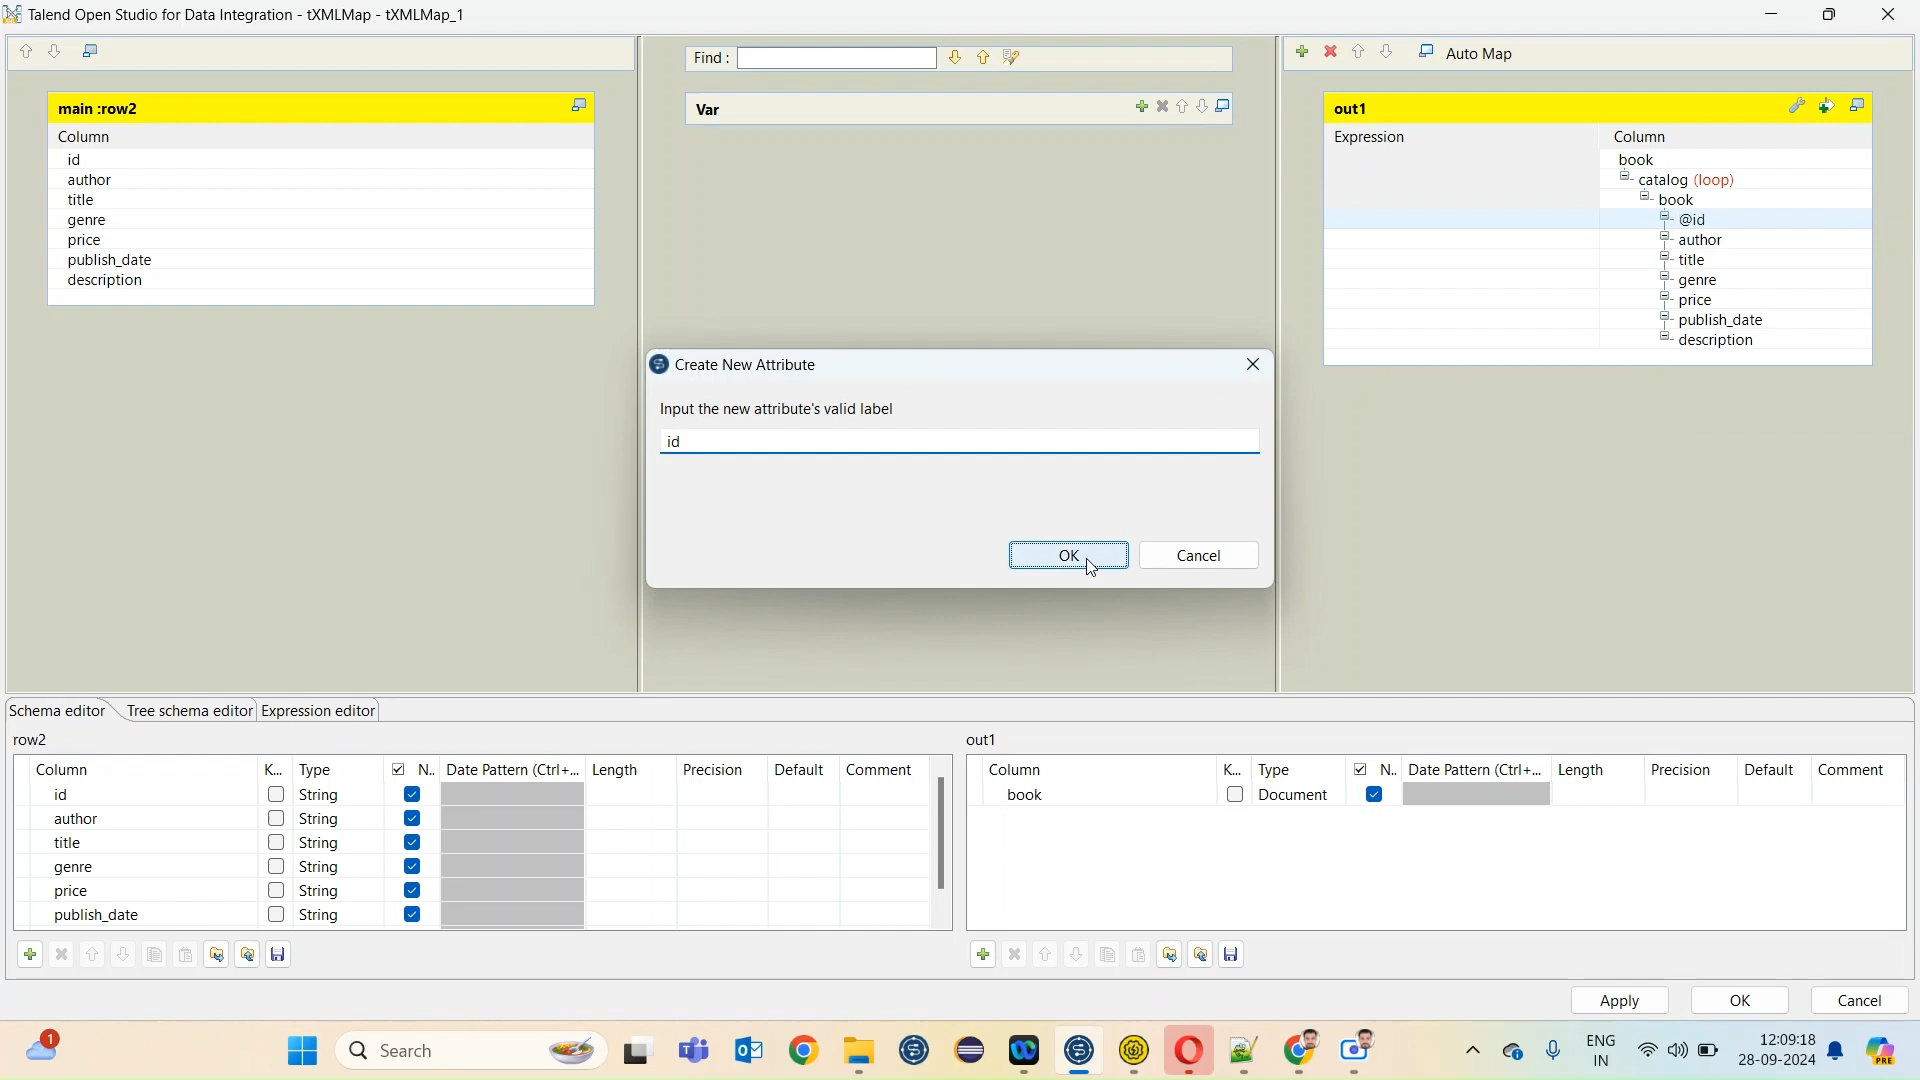 Talend Open Studio for Data Integration - tXMLMap - tXMLMap_1
Find :
Auto Map
main :row2
Column
id
author
title
genre
price
publish_date
description
Var
out1
Expression Column
book
catalog (loop)
book
@id
author
title
genre
price
publish_date
description
Create New Attribute
Input the new attribute's valid label
id
OK Cancel
Schema editor Tree schema editor Expression editor
row2
Column K... Type N.. Date Pattern (Ctrl+... Length Precision Default Comment
id String
author String
title String
genre String
price String
publish_date String
out1
Column K... Type N.. Date Pattern (Ctrl+... Length Precision Default Comment
book Document
Apply OK Cancel
1
Search
ENG
IN
12:09:18
28-09-2024
PRE